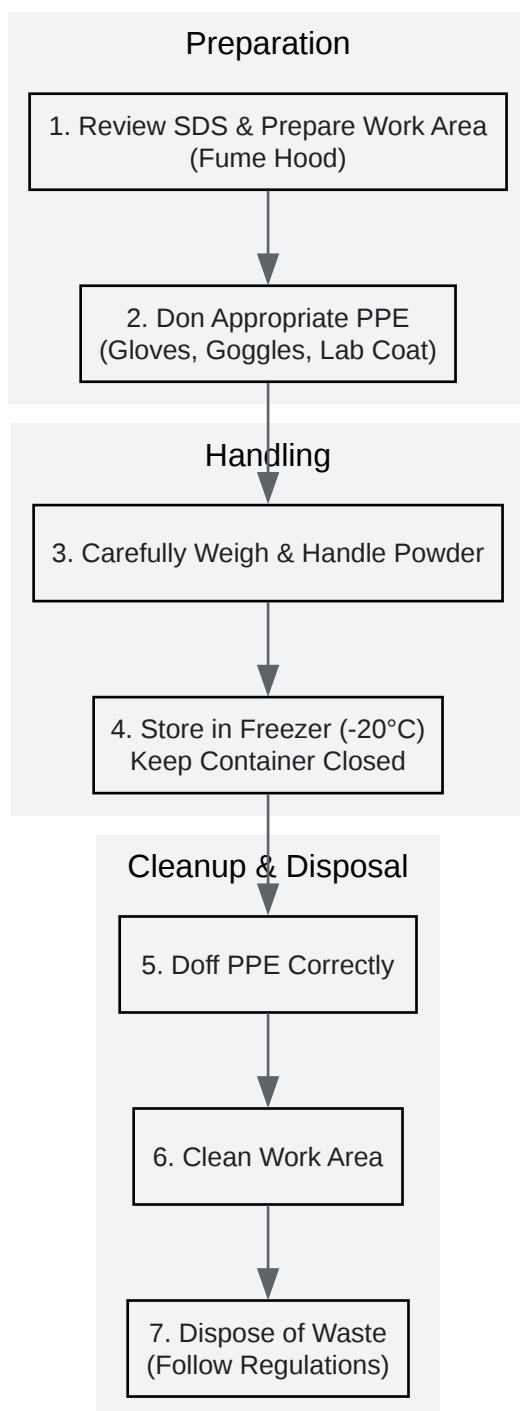 Preparation
1. Review SDS & Prepare Work Area
(Fume Hood)
2. Don Appropriate PPE
(Gloves, Goggles, Lab Coat)
Handling
3. Carefully Weigh & Handle Powder
4. Store in Freezer (-20°C)
Keep Container Closed
Cleanup & Disposal
5. Doff PPE Correctly
6. Clean Work Area
7. Dispose of Waste
(Follow Regulations)